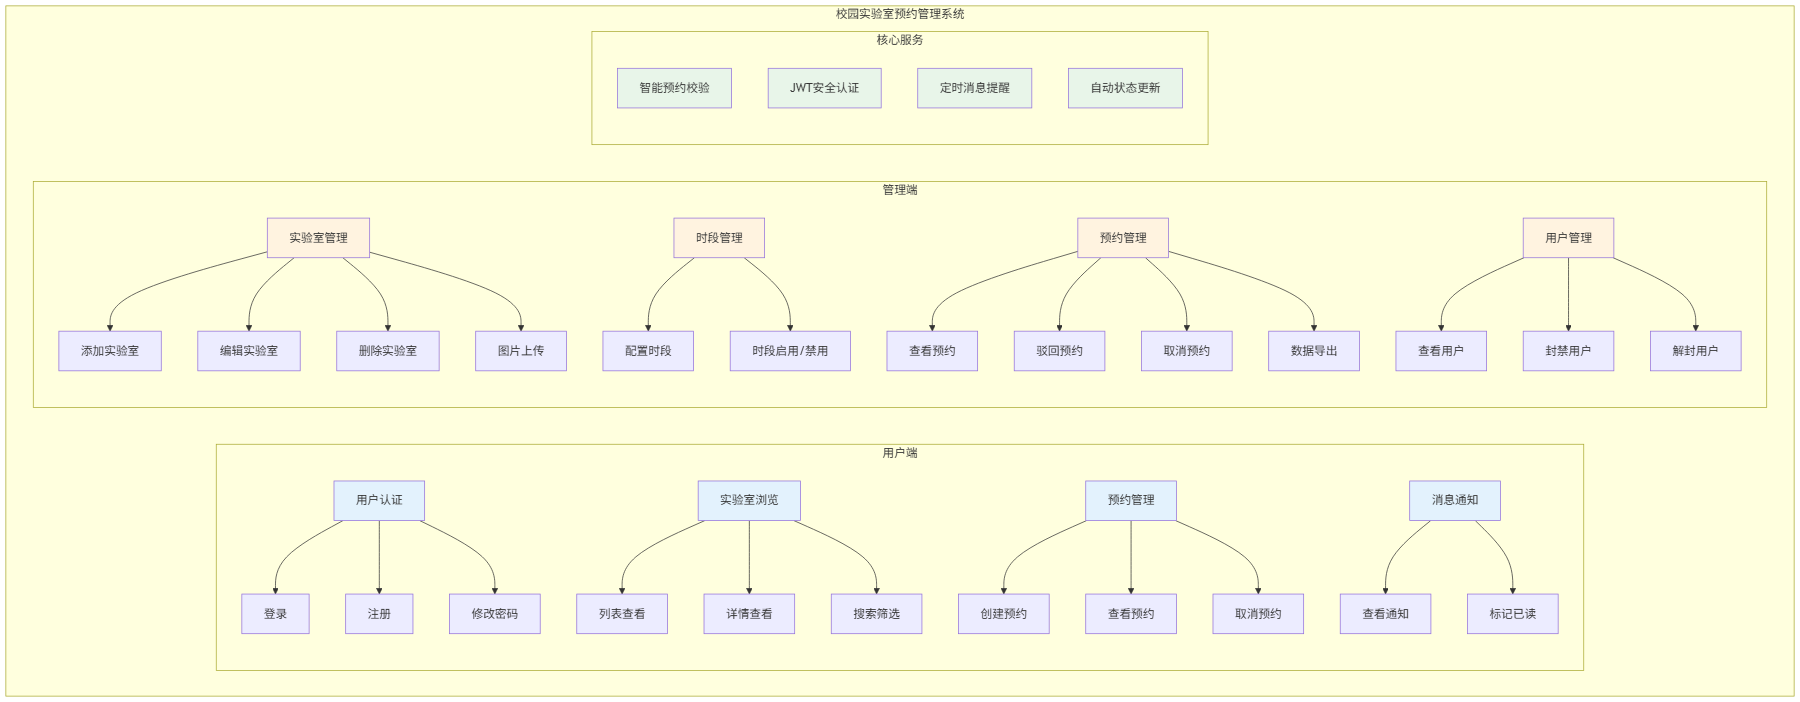 校园实验室预约管理系统
核心服务
智能预约校验
JWT安全认证
定时消息提醒
自动状态更新
管理端
实验室管理
时段管理
预约管理
用户管理
添加实验室
编辑实验室
删除实验室
图片上传
配置时段
时段启用/禁用
查看预约
驳回预约
取消预约
数据导出
查看用户
封禁用户
解封用户
用户端
用户认证
实验室浏览
预约管理
消息通知
登录
注册
修改密码
列表查看
详情查看
搜索筛选
创建预约
查看预约
取消预约
查看通知
标记已读